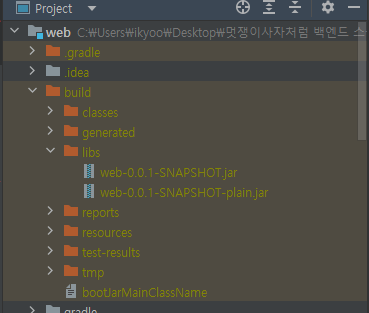 Project
web C:₩Users₩ikyoo₩Desktop₩멋쟁이사자처럼 백엔드 스
.gradle
.idea
build
classes
generated
libs
web-0.0.1-SNAPSHOT.jar
web-0.0.1-SNAPSHOT-plain.jar
reports
resources
test-results
tmp
bootJarMainClassName
gradle